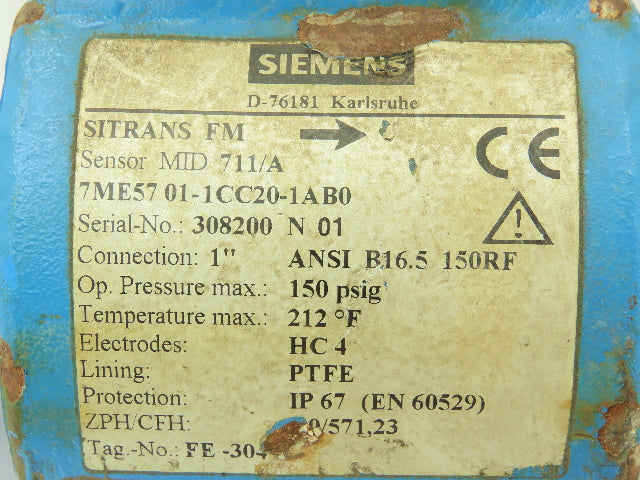 SIEMENS
D-76181 Karlsruhe
SITRANS FM
Sensor MID 711/A
7ME57 01-1CC20-1AB0
Serial-No.: 308200 N 01
Connection: 1" ANSI B16.5 150RF
Op. Pressure max.: 150 psig
Temperature max.: 212 °F
Electrodes: HC 4
Lining: PTFE
Protection: IP 67 (EN 60529)
ZPH/CFH:
Tag.-No.: FE -304
CE